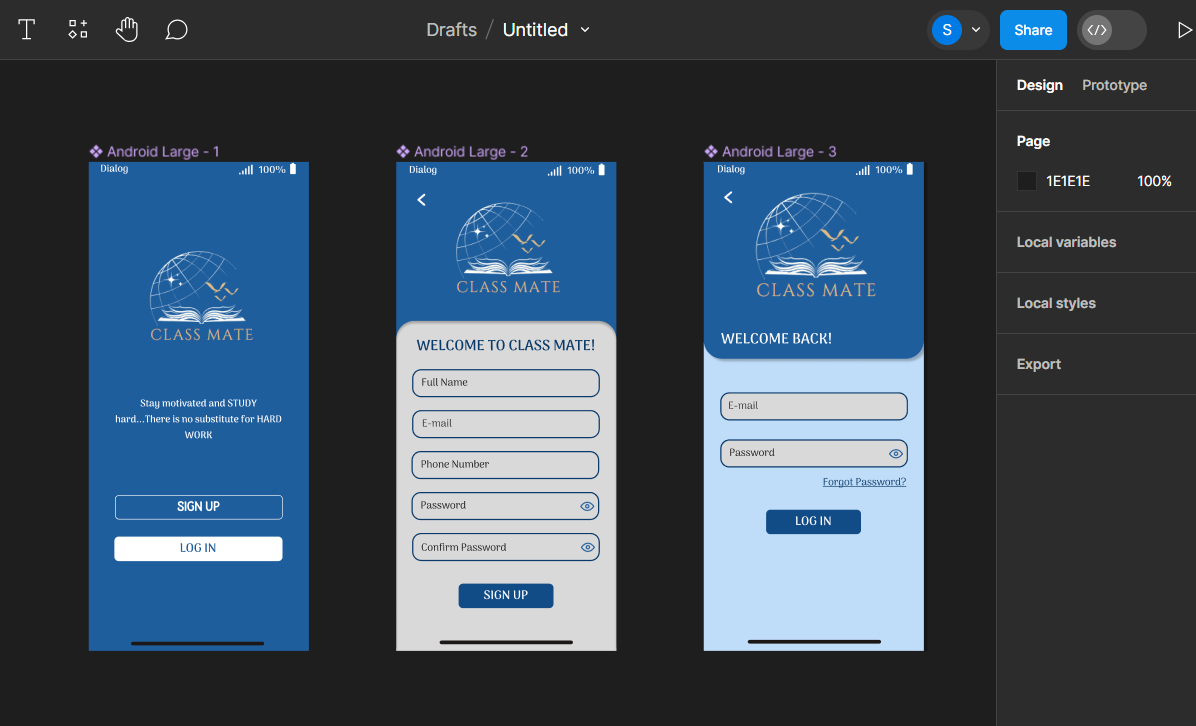 Drafts / Untitled
S
Share
Design Prototype
Page
1E1E1E 100%
Local variables
Local styles
Export
Android Large - 1
Dialog 100%
CLASS MATE
Stay motivated and STUDY
hard...There is no substitute for HARD
WORK
SIGN UP
LOG IN
Android Large - 2
Dialog 100%
CLASS MATE
WELCOME TO CLASS MATE!
Full Name
E-mail
Phone Number
Password
Confirm Password
SIGN UP
Android Large - 3
Dialog 100%
CLASS MATE
WELCOME BACK!
E-mail
Password
Forgot Password?
LOG IN